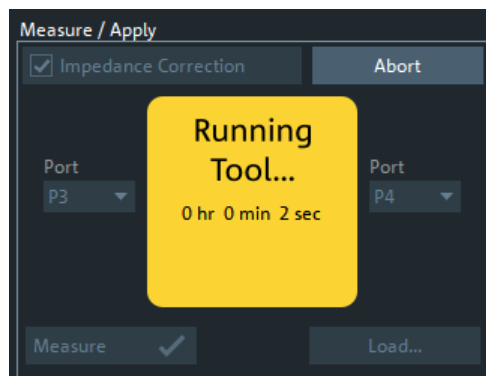 Measure / Apply
Impedance Correction
Abort
Running
Tool...
0 hr 0 min 2 sec
Port
P3
Port
P4
Measure
Load...